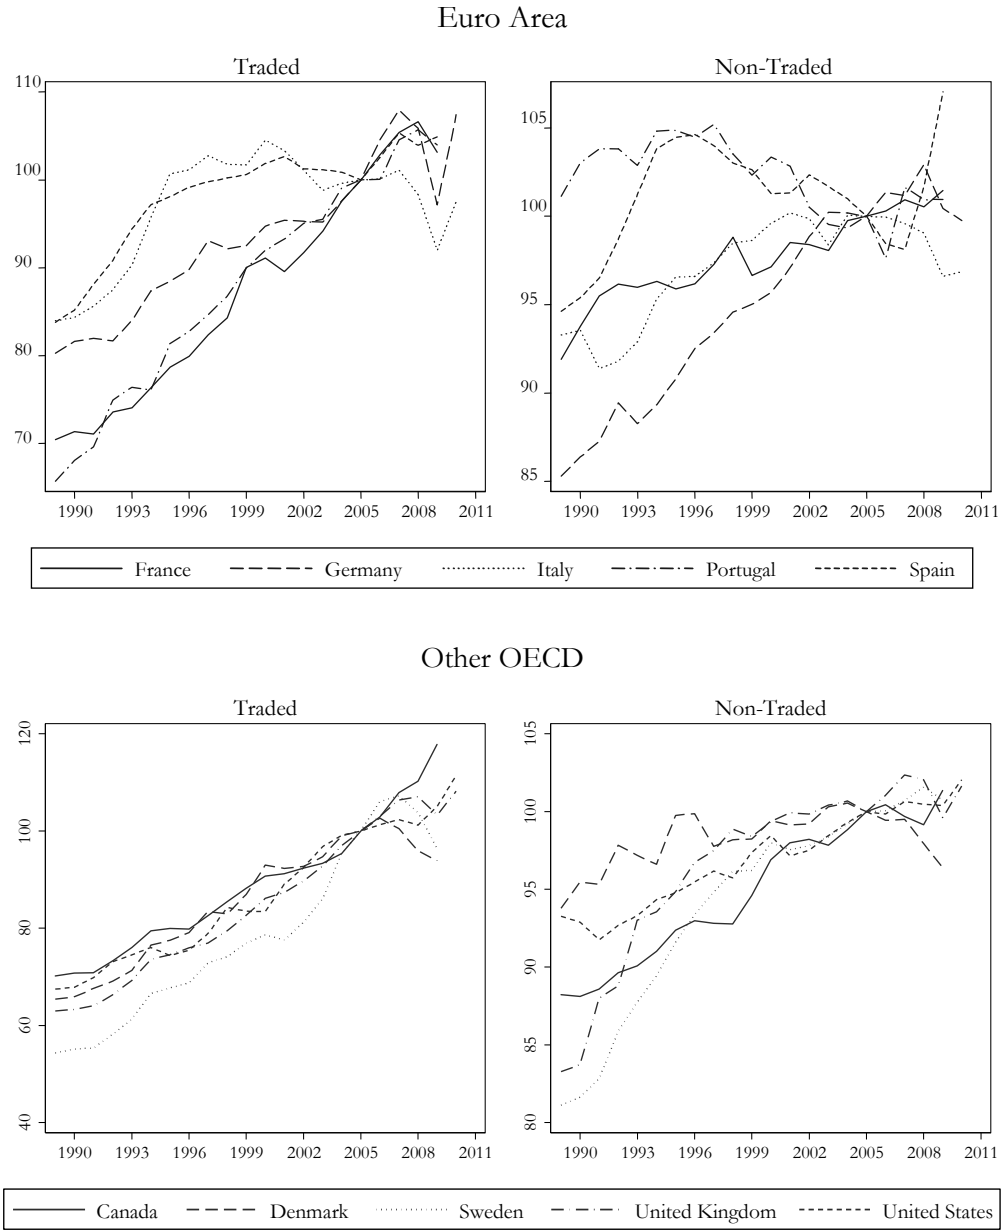 Euro Area
Traded
Non-Traded
110
100
90
80
70
105
100
95
90
85
1990 1993 1996 1999 2002 2005 2008 2011
1990 1993 1996 1999 2002 2005 2008 2011
France Germany Italy Portugal Spain
Other OECD
Traded
Non-Traded
120
100
80
60
40
105
100
95
90
85
80
1990 1993 1996 1999 2002 2005 2008 2011
1990 1993 1996 1999 2002 2005 2008 2011
Canada Denmark Sweden United Kingdom United States